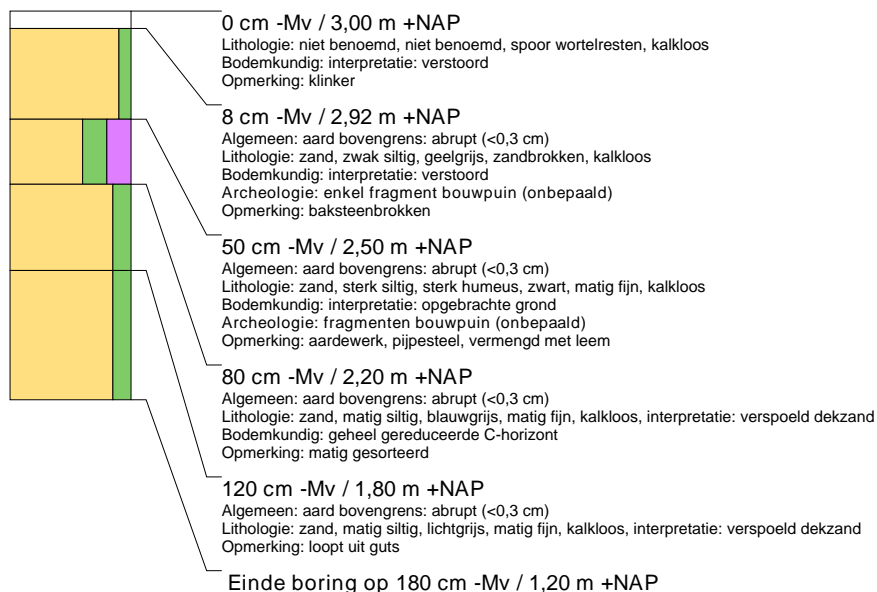 0 cm -Mv / 3,00 m +NAP
Lithologie: niet benoemd, niet benoemd, spoor wortelresten, kalkloos
Bodemkundig: interpretatie: verstoord
Opmerking: klinker
8 cm -Mv / 2,92 m +NAP
Algemeen: aard bovengrens: abrupt (<0,3 cm)
Lithologie: zand, zwak siltig, geelgrijs, zandbrokken, kalkloos
Bodemkundig: interpretatie: verstoord
Archeologie: enkel fragment bouwpuin (onbepaald)
Opmerking: baksteenbrokken
50 cm -Mv / 2,50 m +NAP
Algemeen: aard bovengrens: abrupt (<0,3 cm)
Lithologie: zand, sterk siltig, sterk humeus, zwart, matig fijn, kalkloos
Bodemkundig: interpretatie: opgebrachte grond
Archeologie: fragmenten bouwpuin (onbepaald)
Opmerking: aardewerk, pijpesteel, vermengd met leem
80 cm -Mv / 2,20 m +NAP
Algemeen: aard bovengrens: abrupt (<0,3 cm)
Lithologie: zand, matig siltig, blauwgrijs, matig fijn, kalkloos, interpretatie: verspoeld dekzand
Bodemkundig: geheel gereduceerde C-horizont
Opmerking: matig gesorteerd
120 cm -Mv / 1,80 m +NAP
Algemeen: aard bovengrens: abrupt (<0,3 cm)
Lithologie: zand, matig siltig, lichtgrijs, matig fijn, kalkloos, interpretatie: verspoeld dekzand
Opmerking: loopt uit guts
Einde boring op 180 cm -Mv / 1,20 m +NAP